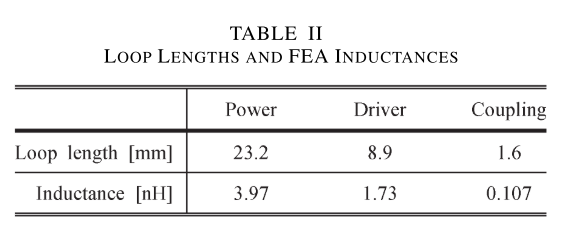 TABLE II
LOOP LENGTHS AND FEA INDUCTANCES
Power Driver Coupling
Loop length [mm] 23.2 8.9 1.6
Inductance [nH] 3.97 1.73 0.107